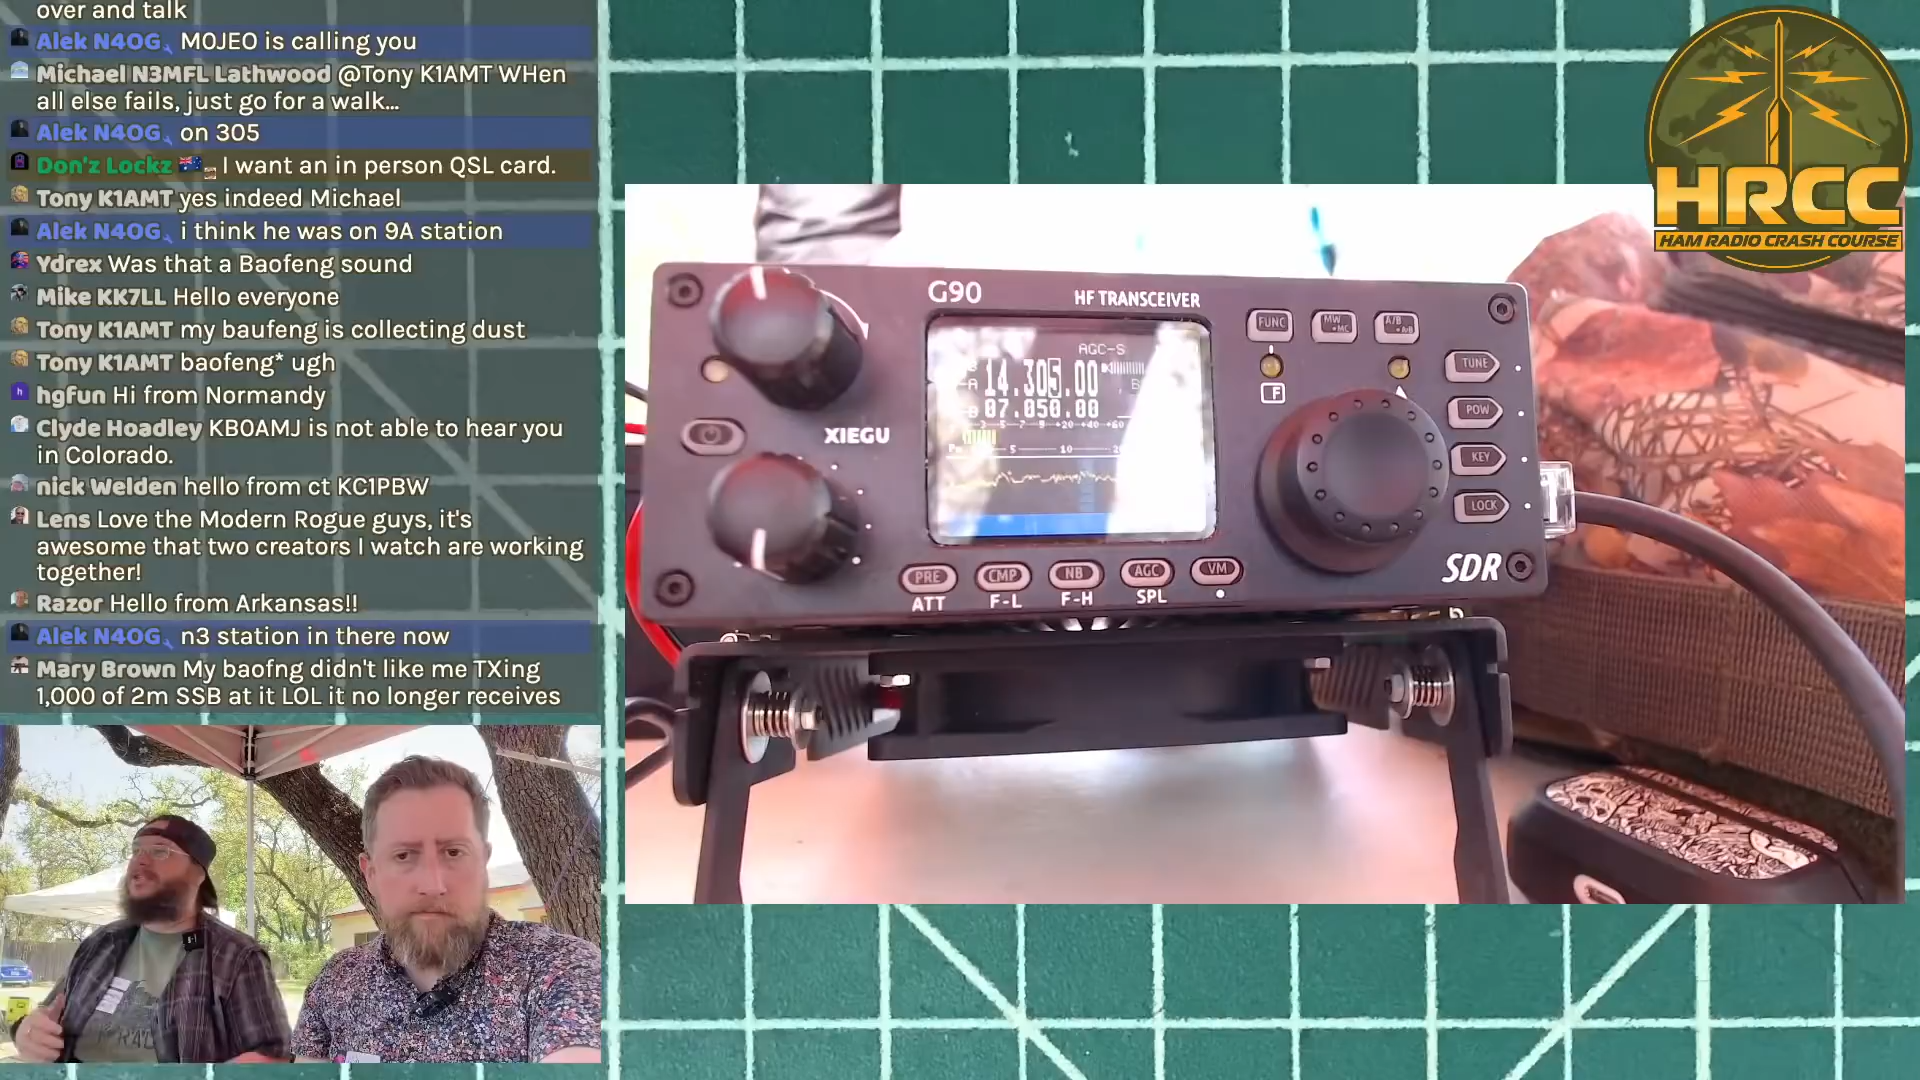 over and talk
Alek N4OG M0JEO is calling you
Michael N3MFL Lathwood @Tony K1AMT WHen
all else fails, just go for a walk...
Alek N4OG on 305
Don'z Lockz I want an in person QSL card.
Tony K1AMT yes indeed Michael
Alek N4OG i think he was on 9A station
Ydrex Was that a Baofeng sound
Mike KK7LL Hello everyone
Tony K1AMT my baufeng is collecting dust
Tony K1AMT baofeng* ugh
hgfun Hi from Normandy
Clyde Hoadley KB0AMJ is not able to hear you
in Colorado.
nick Welden hello from ct KC1PBW
Lens Love the Modern Rogue guys, it's
awesome that two creators I watch are working
together!
Razor Hello from Arkansas!!
Alek N4OG n3 station in there now
Mary Brown My baofng didn't like me TXing
1,000 of 2m SSB at it LOL it no longer receives
HRCC
HAM RADIO CRASH COURSE
G90
HF TRANSCEIVER
FUNC
MW
A/B
AGC-S
14.305.00
07.050.00
F
TUNE
POW
KEY
LOCK
XIEGU
SDR
PRE
CMP
NB
AGC
VM
ATT
F-L
F-H
SPL